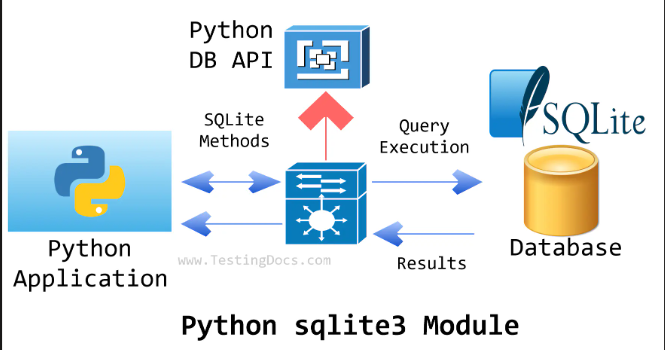 Python
DB API
SQLite
Methods
Query
Execution
SQLite
Python
Application
www.TestingDocs.com
Results
Database
Python sqlite3 Module